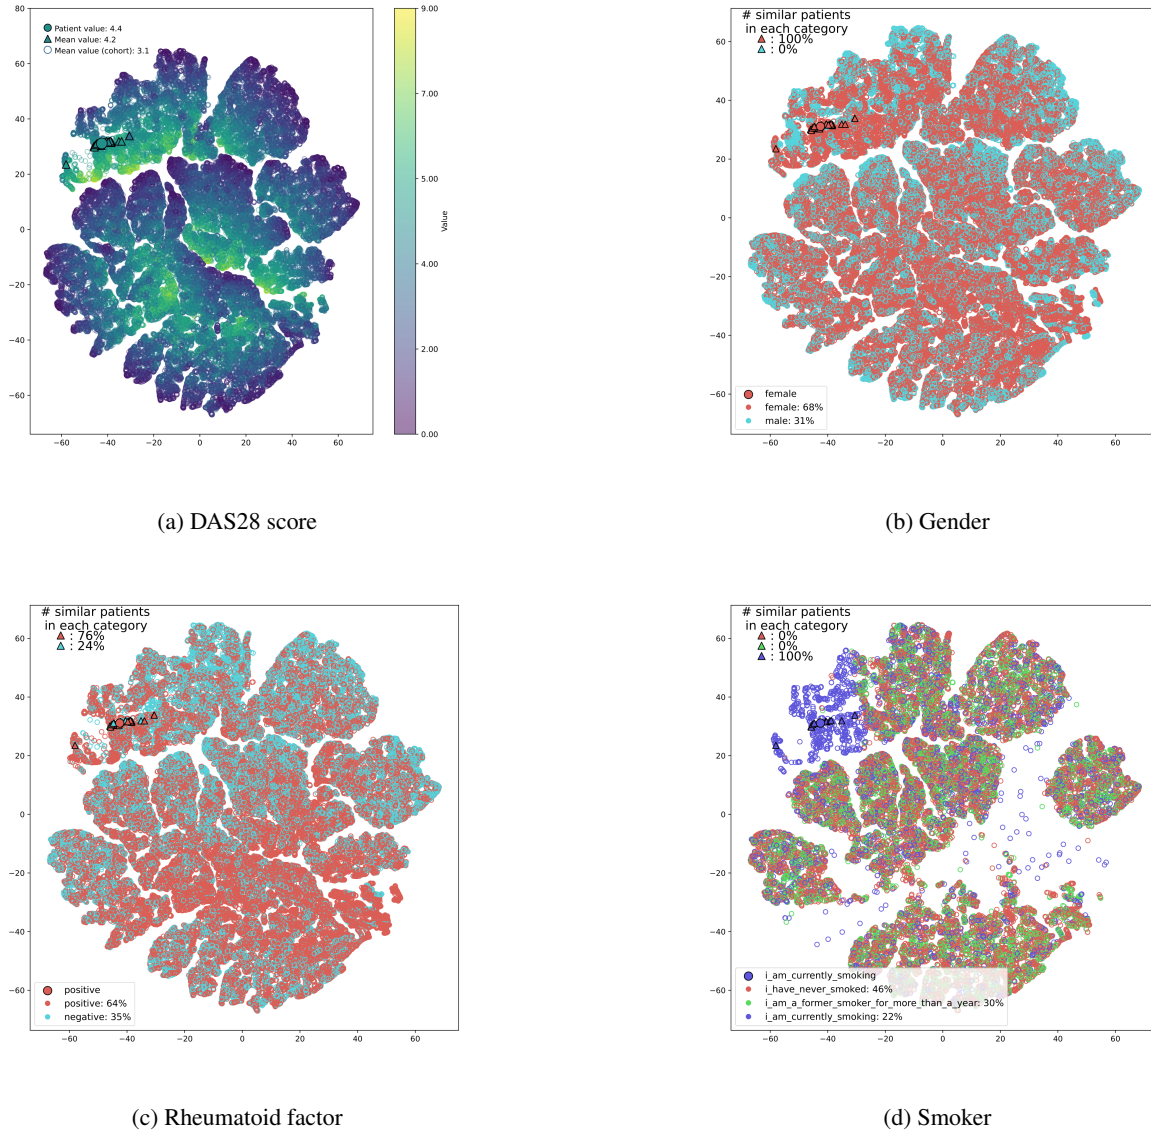 80
60
40
20
0
−20
−40
−60
−60
−40
−20
0
20
40
60
Patient value: 4.4
Mean value: 4.2
Mean value (cohort): 3.1
9.00
7.00
5.00
4.00
2.00
0.00
Value
(a) DAS28 score
# similar patients
in each category
: 100%
: 0%
60
40
20
0
−20
−40
−60
female
female: 68%
male: 31%
−60
−40
−20
0
20
40
60
(b) Gender
# similar patients
in each category
: 76%
: 24%
60
40
20
0
−20
−40
−60
positive
positive: 64%
negative: 35%
−60
−40
−20
0
20
40
60
(c) Rheumatoid factor
# similar patients
in each category
: 0%
: 0%
: 100%
60
40
20
0
−20
−40
−60
i_am_currently_smoking
i_have_never_smoked: 46%
i_am_a_former_smoker_for_more_than_a_year: 30%
i_am_currently_smoking: 22%
−60
−40
−20
0
20
40
60
(d) Smoker